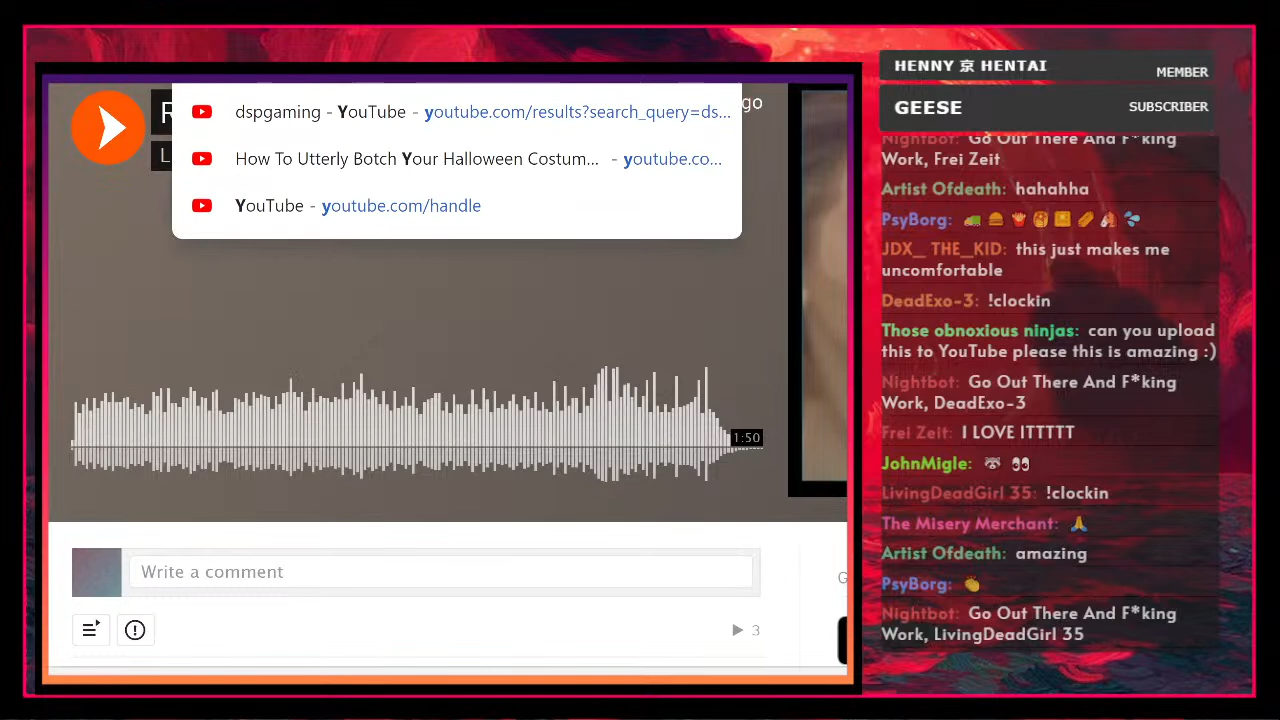 HENNY 京 HENTAI
MEMBER
GEESE
SUBSCRIBER
R
L
go
dspgaming - YouTube - youtube.com/results?search_query=ds...
How To Utterly Botch Your Halloween Costum... - youtube.co...
YouTube - youtube.com/handle
1:50
Write a comment
3
G
Nightbot: Go Out There And F*king
Work, Frei Zeit
Artist Ofdeath: hahahha
PsyBorg:
JDX_ THE_KID: this just makes me
uncomfortable
DeadExo-3: !clockin
Those obnoxious ninjas: can you upload
this to YouTube please this is amazing :)
Nightbot: Go Out There And F*king
Work, DeadExo-3
Frei Zeit: I LOVE ITTTTT
JohnMigle:
LivingDeadGirl 35: !clockin
The Misery Merchant:
Artist Ofdeath: amazing
PsyBorg:
Nightbot: Go Out There And F*king
Work, LivingDeadGirl 35